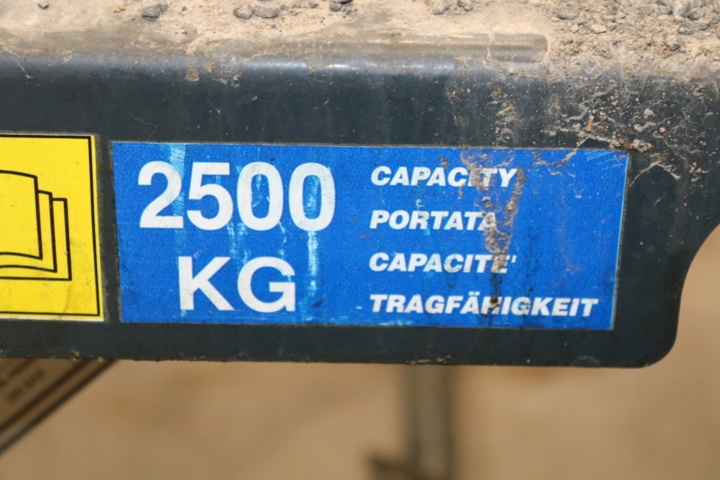 2500
KG
CAPACITY
PORTATA
CAPACITE'
TRAGFÄHIGKEIT